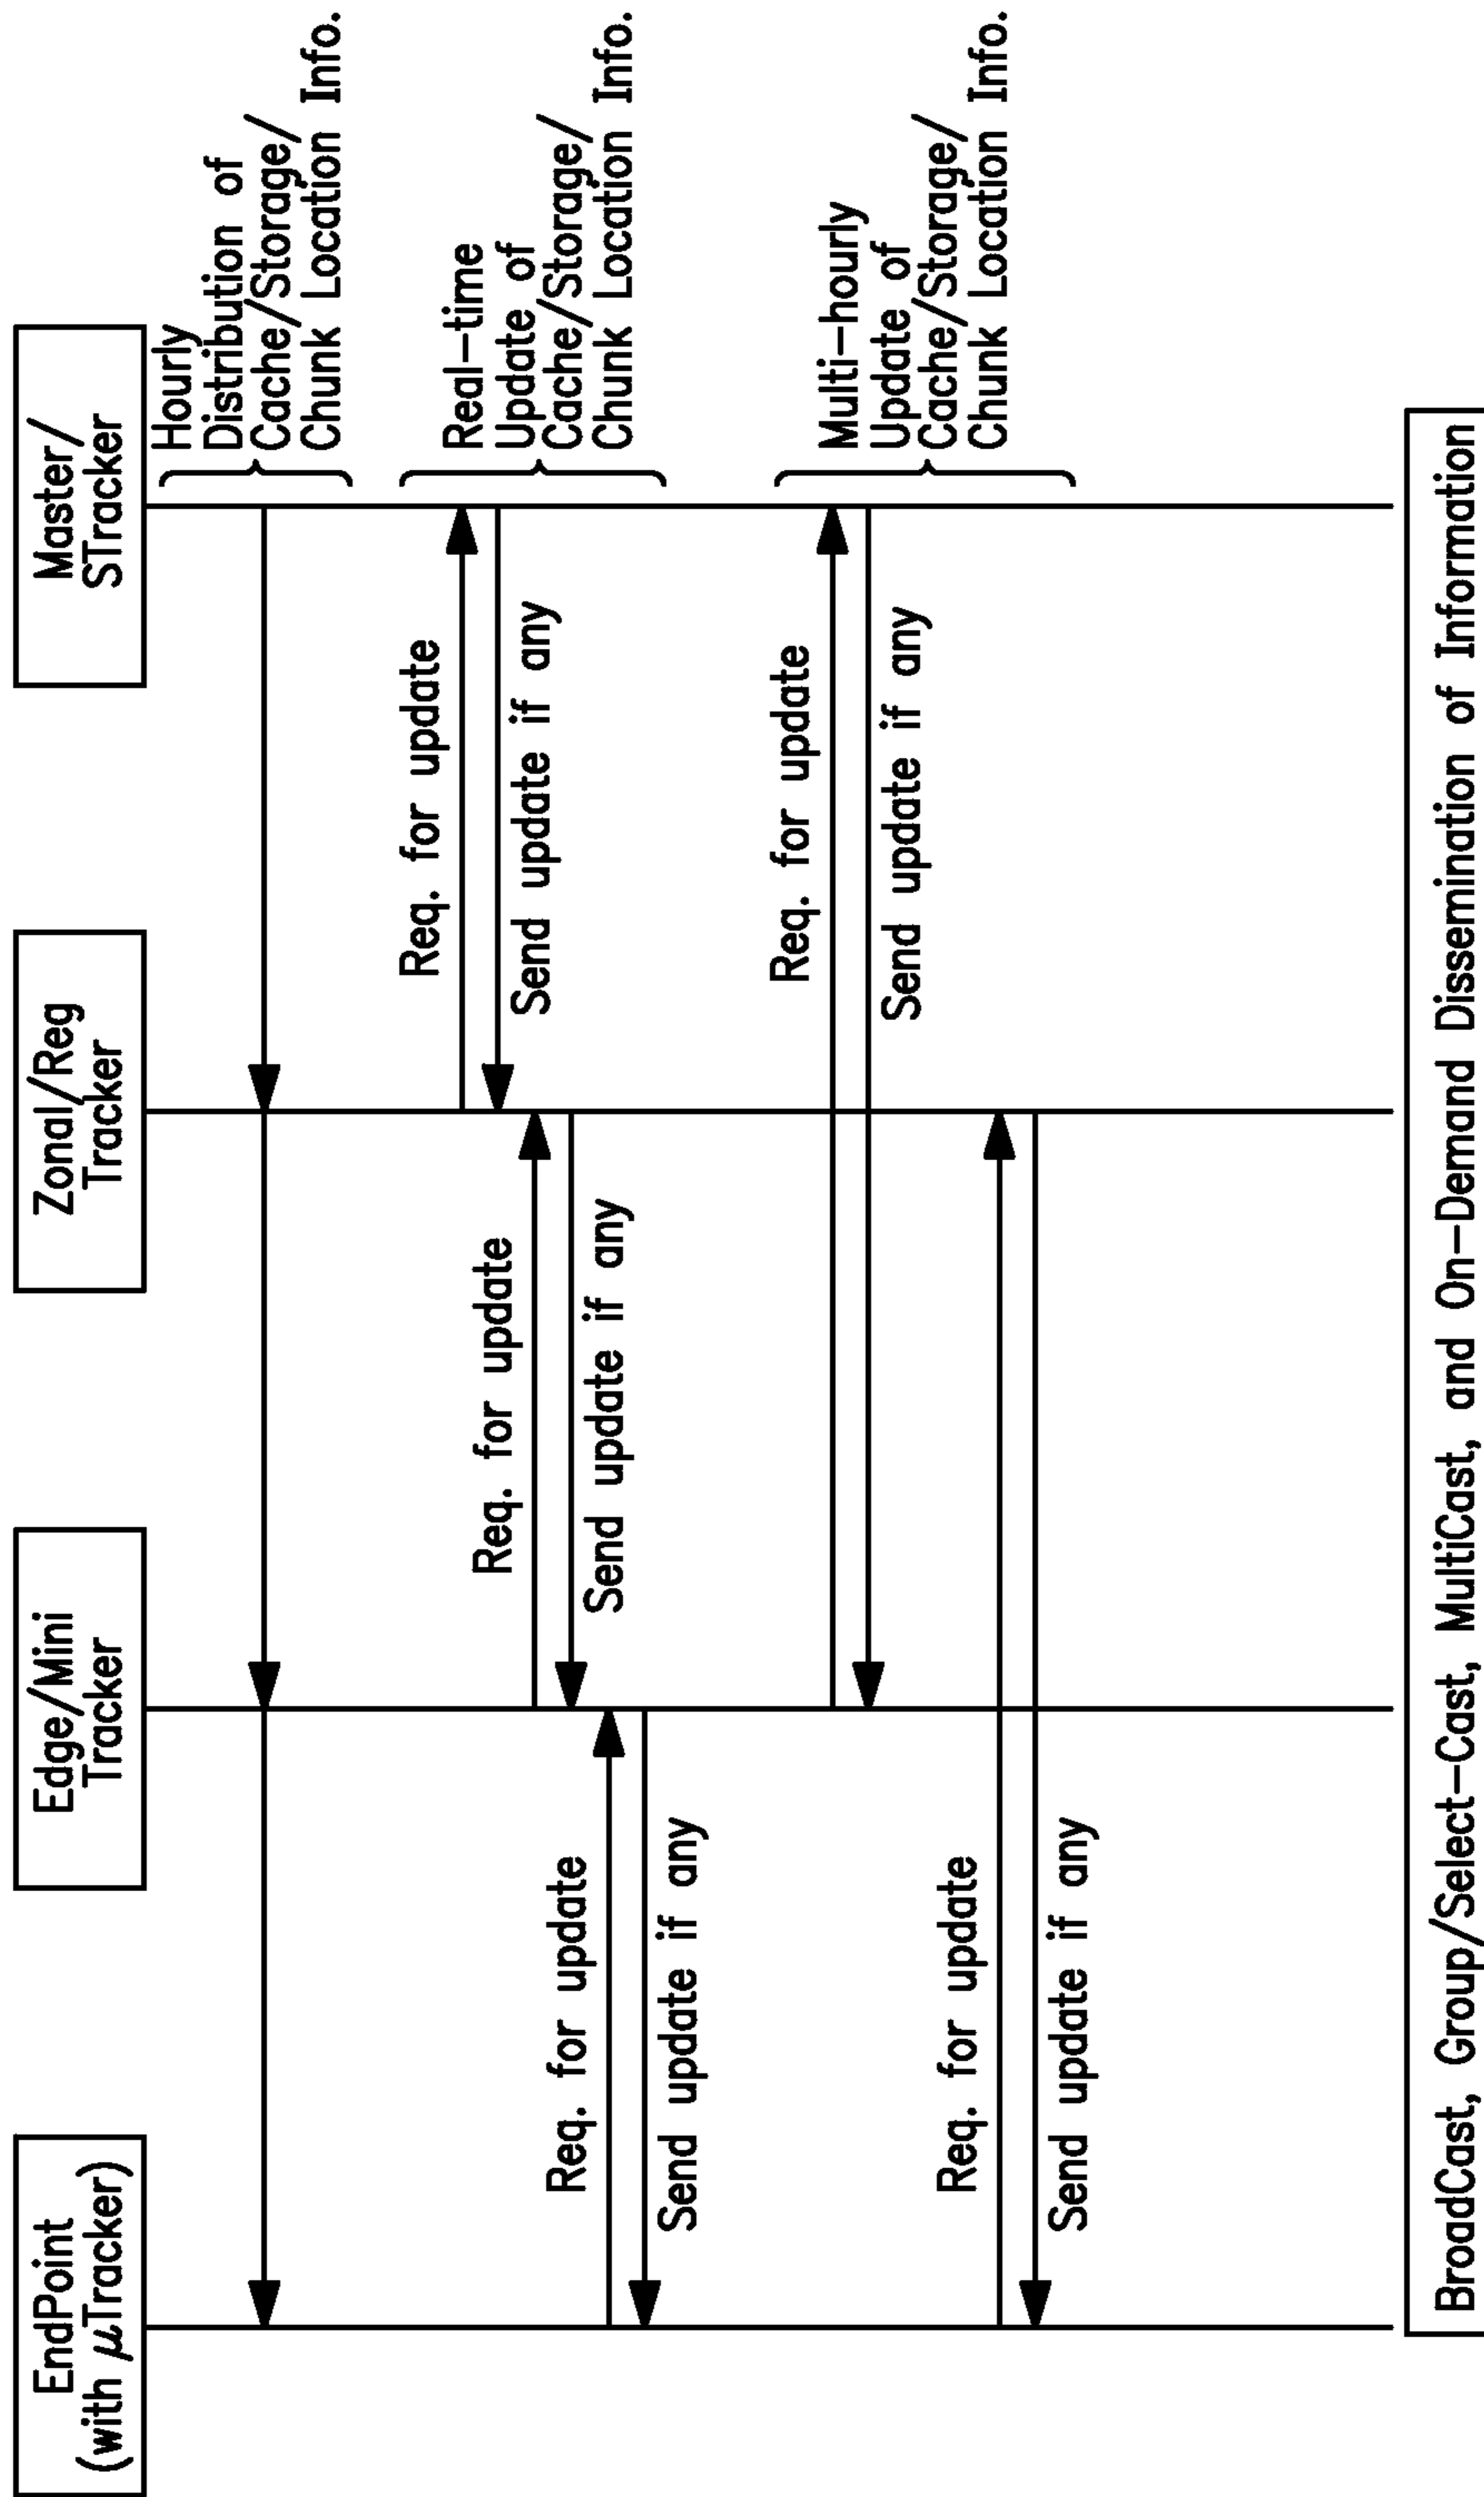 EndPoint
(with μTracker)
Edge/Mini
Tracker
Zonal/Reg
Tracker
Master/
STracker
Hourly
Distribution of
Cache/Storage/
Chunk Location Info.
Req. for update
Send update if any
Req. for update
Send update if any
Req. for update
Send update if any
Real-time
Update of
Cache/Storage/
Chunk Location Info.
Req. for update
Send update if any
Req. for update
Send update if any
Multi-hourly
Update of
Cache/Storage/
Chunk Location Info.
BroadCast, Group/Select-Cast, MultiCast, and On-Demand Dissemination of Information